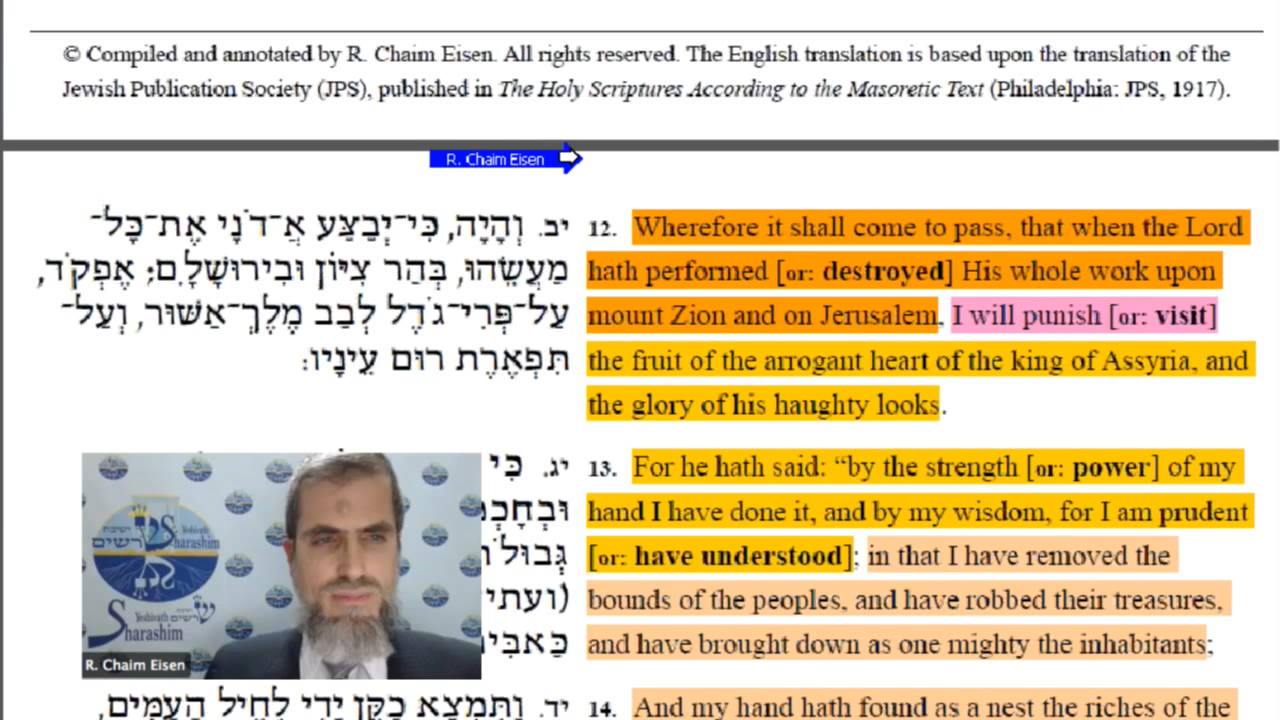 © Compiled and annotated by R. Chaim Eisen. All rights reserved. The English translation is based upon the translation of the
Jewish Publication Society (JPS), published in The Holy Scriptures According to the Masoretic Text (Philadelphia: JPS, 1917).
R. Chaim Eisen
יב. וְהָיָה, כִּי־יְבַצַּע אֲ־דֹנָי אֶת־כָּל־
מַעֲשֵׂהוּ, בְּהַר צִיּוֹן וּבִירוּשָׁלִָם; אֶפְקֹד,
עַל־פְּרִי־גֹדֶל לְבַב מֶלֶךְ־אַשּׁוּר, וְעַל־
תִּפְאֶרֶת רוּם עֵינָיו:
12. Wherefore it shall come to pass, that when the Lord
hath performed [or: destroyed] His whole work upon
mount Zion and on Jerusalem, I will punish [or: visit]
the fruit of the arrogant heart of the king of Assyria, and
the glory of his haughty looks.
יג. כִּי
גְּבוּלֹ
(ועתי
13. For he hath said: “by the strength [or: power] of my
hand I have done it, and by my wisdom, for I am prudent
[or: have understood]; in that I have removed the
bounds of the peoples, and have robbed their treasures,
and have brought down as one mighty the inhabitants;
יד. וַתִּמְצָא כַקֵּן יָדִי לְחֵיל הָעַמִּים,
14. And my hand hath found as a nest the riches of the
ישיבת
שרשים
Yeshivath
Sharashim
Yeshivath
Sharashim
R. Chaim Eisen